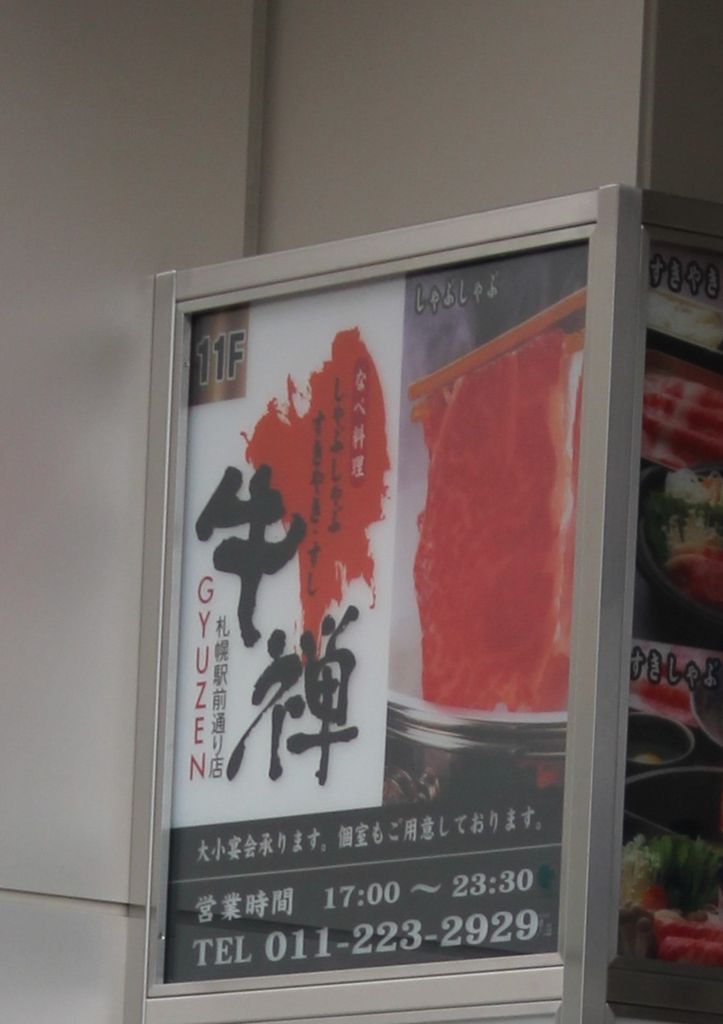 11F
しゃぶしゃぶ
なべ料理
しゃぶしゃぶ
すきやき・すし
牛禅
GYUZEN
札幌駅前通り店
大小宴会承ります。個室もご用意しております。
営業時間 17:00～23:30
TEL 011-223-2929
すきやき
すきしゃぶ